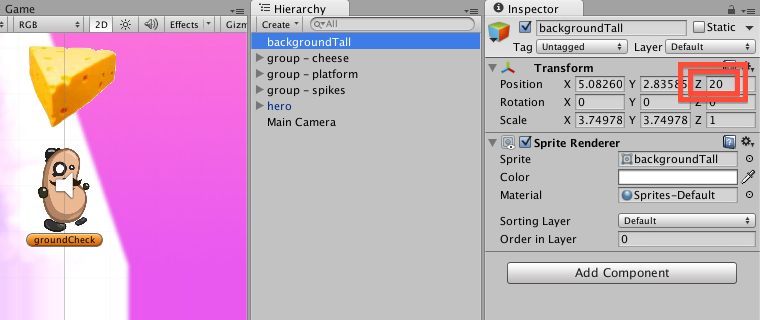 Game
RGB 2D Effects Gizm
groundCheck
Hierarchy
Create All
backgroundTall
group – cheese
group – platform
group – spikes
hero
Main Camera
Inspector
backgroundTall Static
Tag Untagged Layer Default
Transform
Position X 5.08260 Y 2.83585 Z 20
Rotation X 0 Y 0 Z 0
Scale X 3.74978 Y 3.74978 Z 1
Sprite Renderer
Sprite backgroundTall
Color
Material Sprites-Default
Sorting Layer Default
Order in Layer 0
Add Component